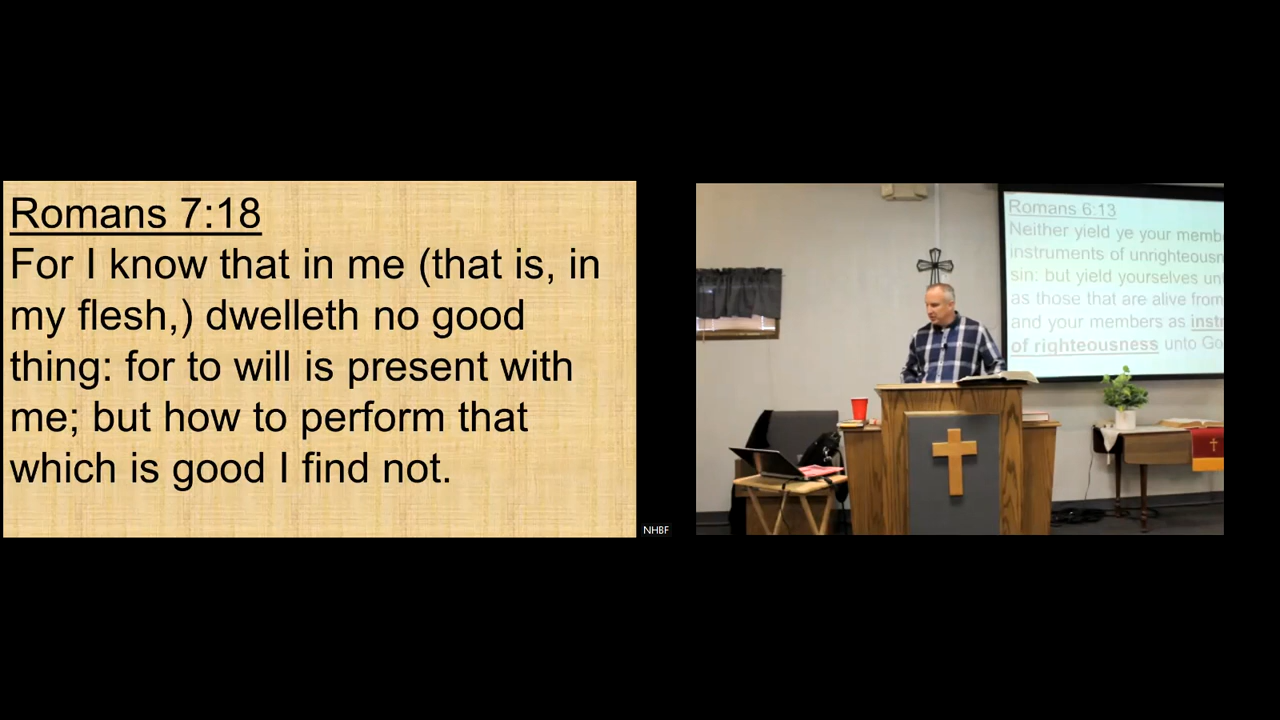 Romans 7:18
For I know that in me (that is, in
my flesh,) dwelleth no good
thing: for to will is present with
me; but how to perform that
which is good I find not.
NHBF
Romans 6:13
Neither yield ye your memb
instruments of unrighteousn
sin: but yield yourselves un
as those that are alive from
and your members as instr
of righteousness unto Go